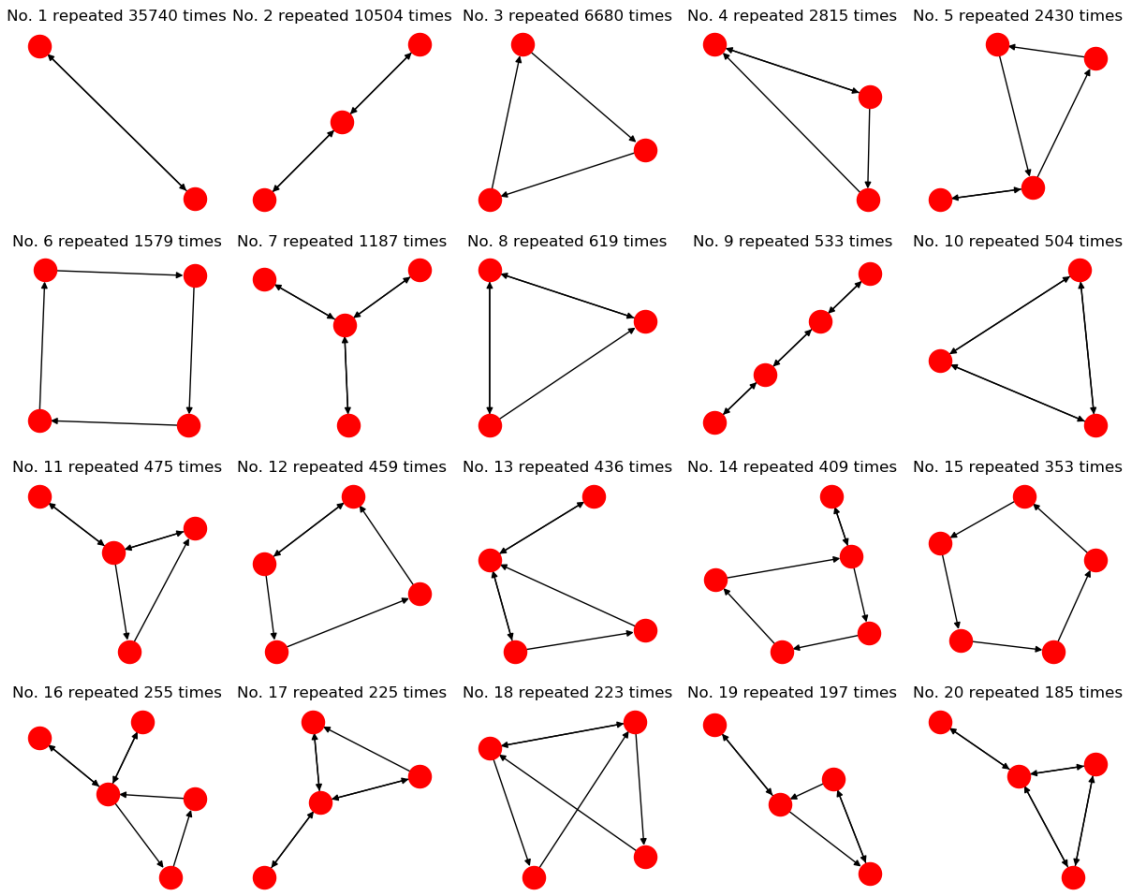 No. 1 repeated 35740 times
No. 2 repeated 10504 times
No. 3 repeated 6680 times
No. 4 repeated 2815 times
No. 5 repeated 2430 times
No. 6 repeated 1579 times
No. 7 repeated 1187 times
No. 8 repeated 619 times
No. 9 repeated 533 times
No. 10 repeated 504 times
No. 11 repeated 475 times
No. 12 repeated 459 times
No. 13 repeated 436 times
No. 14 repeated 409 times
No. 15 repeated 353 times
No. 16 repeated 255 times
No. 17 repeated 225 times
No. 18 repeated 223 times
No. 19 repeated 197 times
No. 20 repeated 185 times